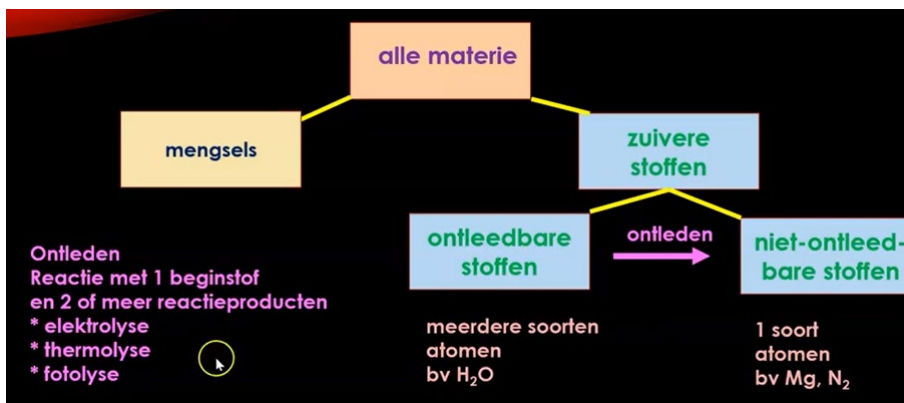 alle materie
mengsels
zuivere
stoffen
ontleedbare
stoffen
ontleden
niet-ontleed-
bare stoffen
Ontleden
Reactie met 1 beginstof
en 2 of meer reactieproducten
* elektrolyse
* thermolyse
* fotolyse
meerdere soorten
atomen
bv H₂O
1 soort
atomen
bv Mg, N₂